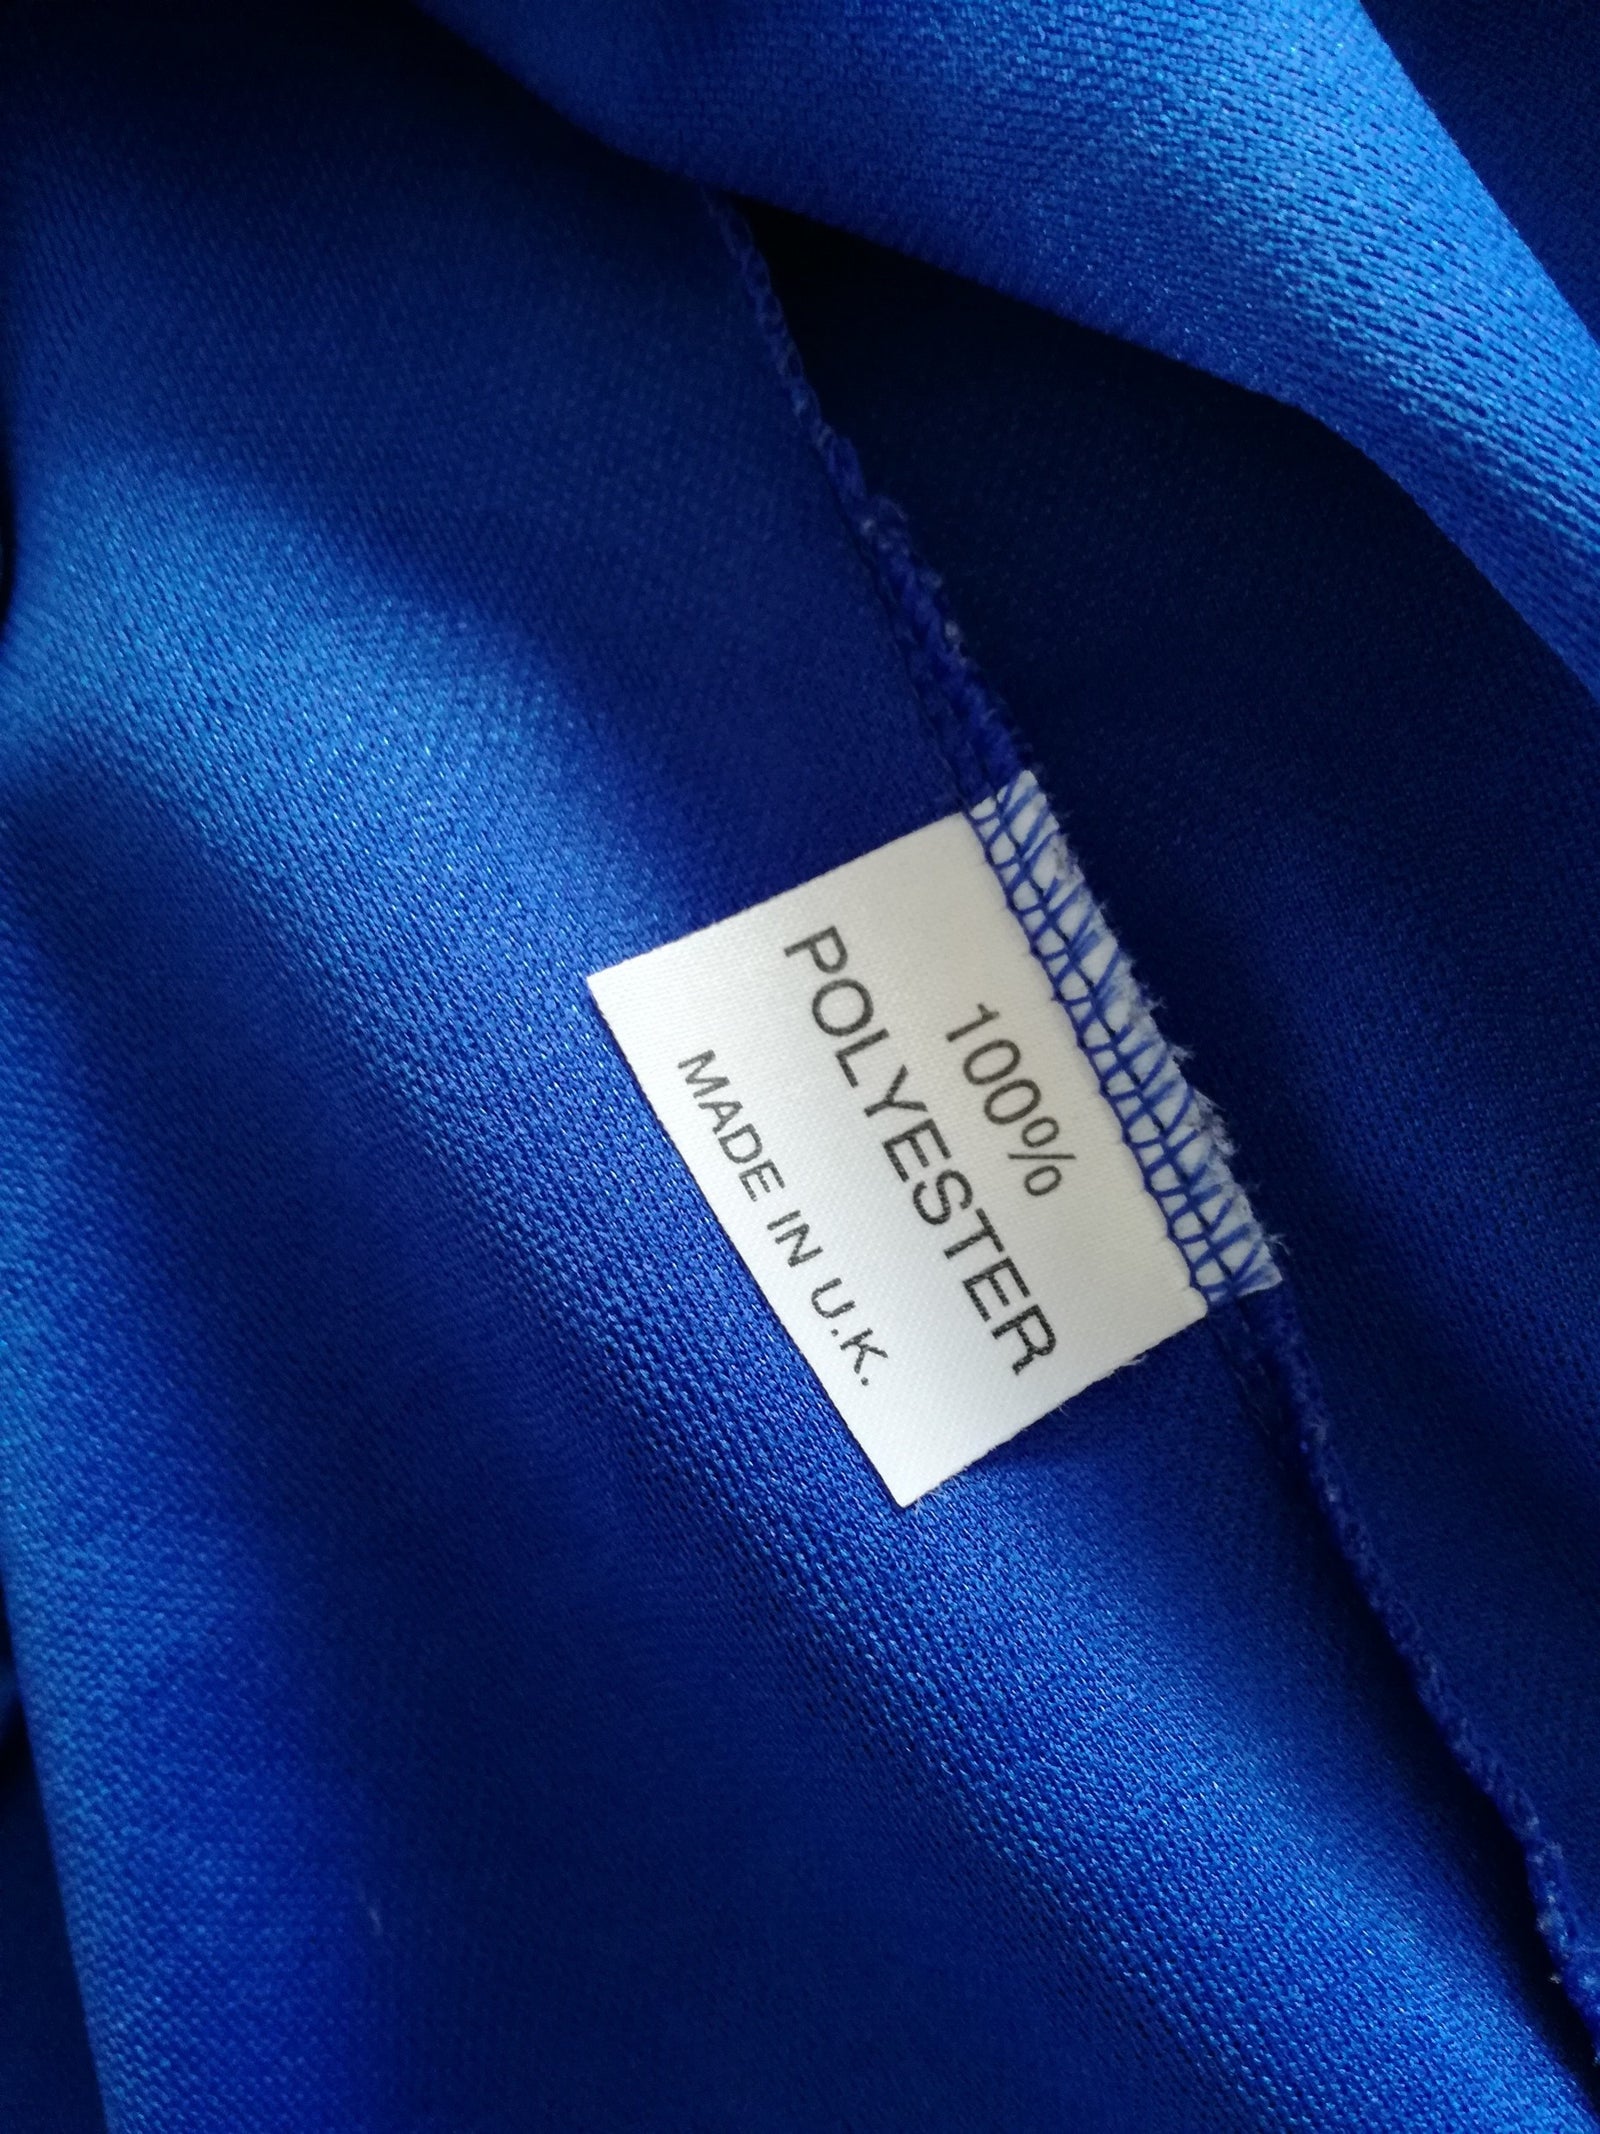 100%
POLYESTER
MADE IN U.K.